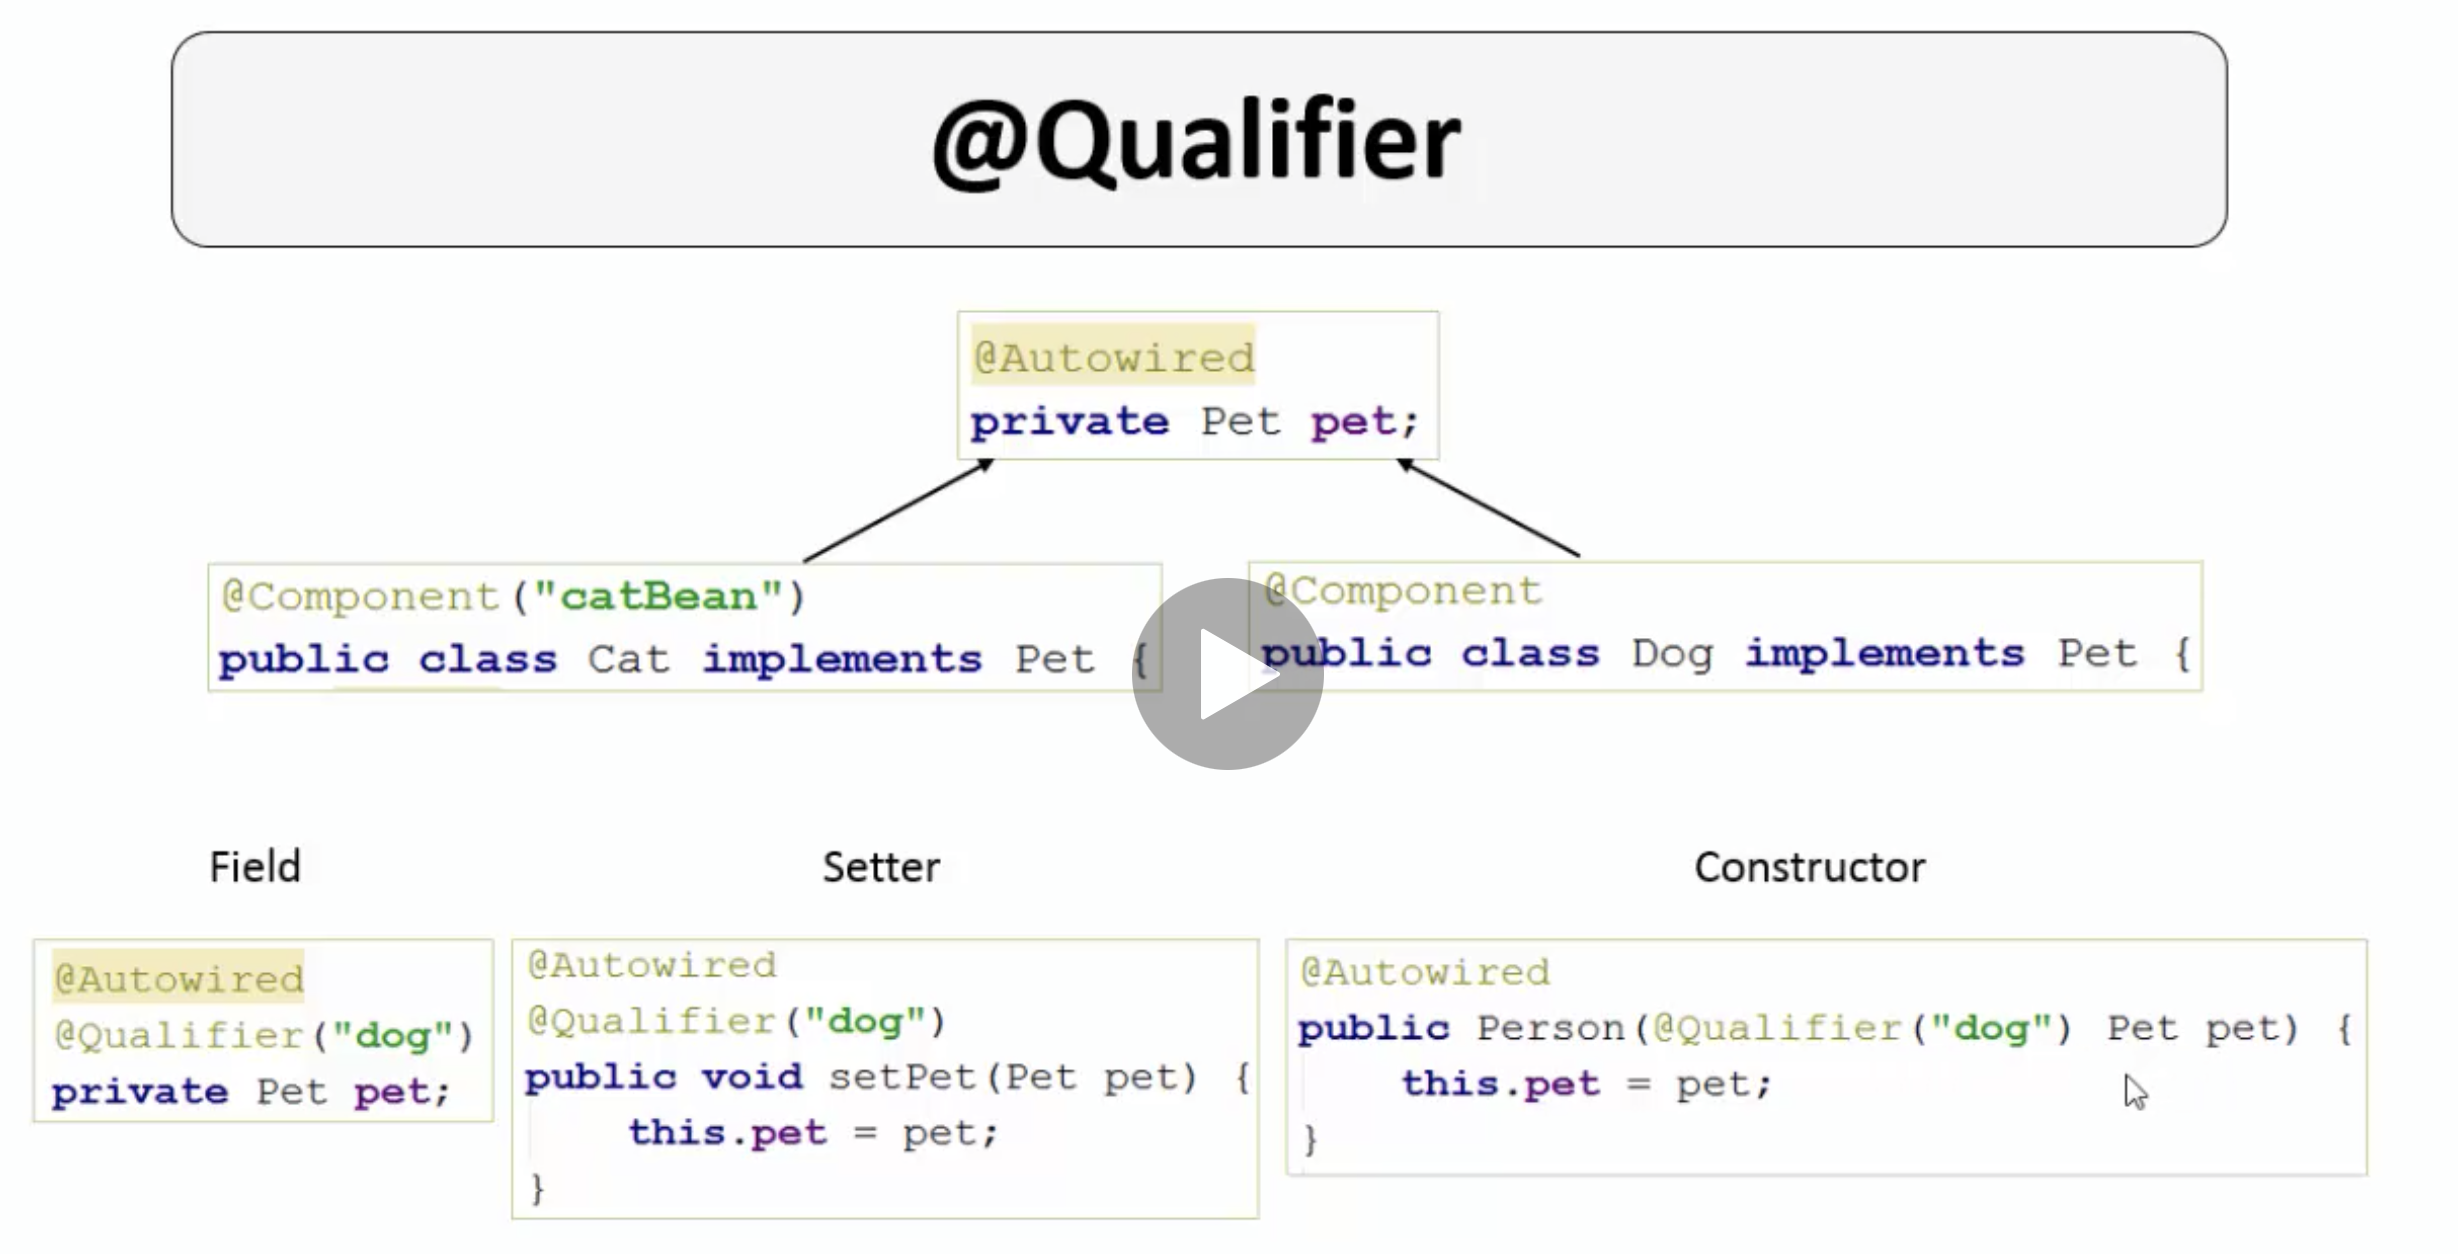 @Qualifier
@Autowired
private Pet pet;
@Component("catBean")
public class Cat implements Pet {
@Component
public class Dog implements Pet {
Field
@Autowired
@Qualifier("dog")
private Pet pet;
Setter
@Autowired
@Qualifier("dog")
public void setPet(Pet pet) {
    this.pet = pet;
}
Constructor
@Autowired
public Person(@Qualifier("dog") Pet pet) {
    this.pet = pet;
}